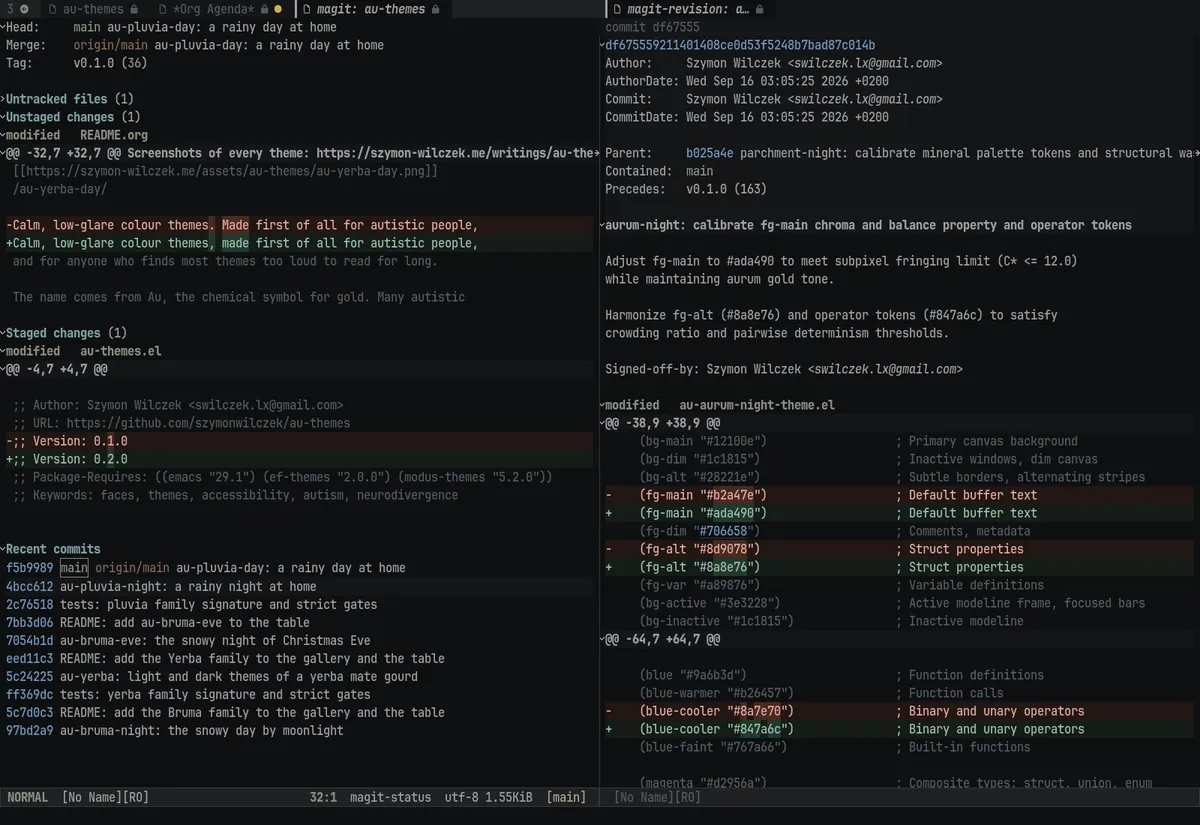 3 au-themes *Org Agenda* magit: au-themes
Head: main au-pluvia-day: a rainy day at home
Merge: origin/main au-pluvia-day: a rainy day at home
Tag: v0.1.0 (36)
Untracked files (1)
Unstaged changes (1)
modified README.org
@@ -32,7 +32,7 @@ Screenshots of every theme: https://szymon-wilczek.me/writings/au-the
[[https://szymon-wilczek.me/assets/au-themes/au-yerba-day.png]]
/au-yerba-day/
-Calm, low-glare colour themes. Made first of all for autistic people,
+Calm, low-glare colour themes, made first of all for autistic people,
and for anyone who finds most themes too loud to read for long.
The name comes from Au, the chemical symbol for gold. Many autistic
Staged changes (1)
modified au-themes.el
@@ -4,7 +4,7 @@
;; Author: Szymon Wilczek <swilczek.lx@gmail.com>
;; URL: https://github.com/szymonwilczek/au-themes
-;; Version: 0.1.0
+;; Version: 0.2.0
;; Package-Requires: ((emacs "29.1") (ef-themes "2.0.0") (modus-themes "5.2.0"))
;; Keywords: faces, themes, accessibility, autism, neurodivergence
Recent commits
f5b9989 main origin/main au-pluvia-day: a rainy day at home
4bcc612 au-pluvia-night: a rainy night at home
2c76518 tests: pluvia family signature and strict gates
7bb3d06 README: add au-bruma-eve to the table
7054b1d au-bruma-eve: the snowy night of Christmas Eve
eed11c3 README: add the Yerba family to the gallery and the table
5c24225 au-yerba: light and dark themes of a yerba mate gourd
ff369dc tests: yerba family signature and strict gates
5c7d0c3 README: add the Bruma family to the gallery and the table
97bd2a9 au-bruma-night: the snowy day by moonlight
NORMAL [No Name][RO] 32:1 magit-status utf-8 1.55KiB [main]
magit-revision: a…
commit df67555
df675559211401408ce0d53f5248b7bad87c014b
Author: Szymon Wilczek <swilczek.lx@gmail.com>
AuthorDate: Wed Sep 16 03:05:25 2026 +0200
Commit: Szymon Wilczek <swilczek.lx@gmail.com>
CommitDate: Wed Sep 16 03:05:25 2026 +0200
Parent: b025a4e parchment-night: calibrate mineral palette tokens and structural wa
Contained: main
Precedes: v0.1.0 (163)
aurum-night: calibrate fg-main chroma and balance property and operator tokens
Adjust fg-main to #ada490 to meet subpixel fringing limit (C* <= 12.0)
while maintaining aurum gold tone.
Harmonize fg-alt (#8a8e76) and operator tokens (#847a6c) to satisfy
crowding ratio and pairwise determinism thresholds.
Signed-off-by: Szymon Wilczek <swilczek.lx@gmail.com>
modified au-aurum-night-theme.el
@@ -38,9 +38,9 @@
(bg-main "#12100e") ; Primary canvas background
(bg-dim "#1c1815") ; Inactive windows, dim canvas
(bg-alt "#28221e") ; Subtle borders, alternating stripes
- (fg-main "#b2a47e") ; Default buffer text
+ (fg-main "#ada490") ; Default buffer text
(fg-dim "#706658") ; Comments, metadata
- (fg-alt "#8d9078") ; Struct properties
+ (fg-alt "#8a8e76") ; Struct properties
(fg-var "#a89876") ; Variable definitions
(bg-active "#3e3228") ; Active modeline frame, focused bars
(bg-inactive "#1c1815") ; Inactive modeline
@@ -64,7 +64,7 @@
(blue "#9a6b3d") ; Function definitions
(blue-warmer "#b26457") ; Function calls
- (blue-cooler "#8a7e70") ; Binary and unary operators
+ (blue-cooler "#847a6c") ; Binary and unary operators
(blue-faint "#767a66") ; Built-in functions
(magenta "#d2956a") ; Composite types: struct, union, enum
[No Name][RO]